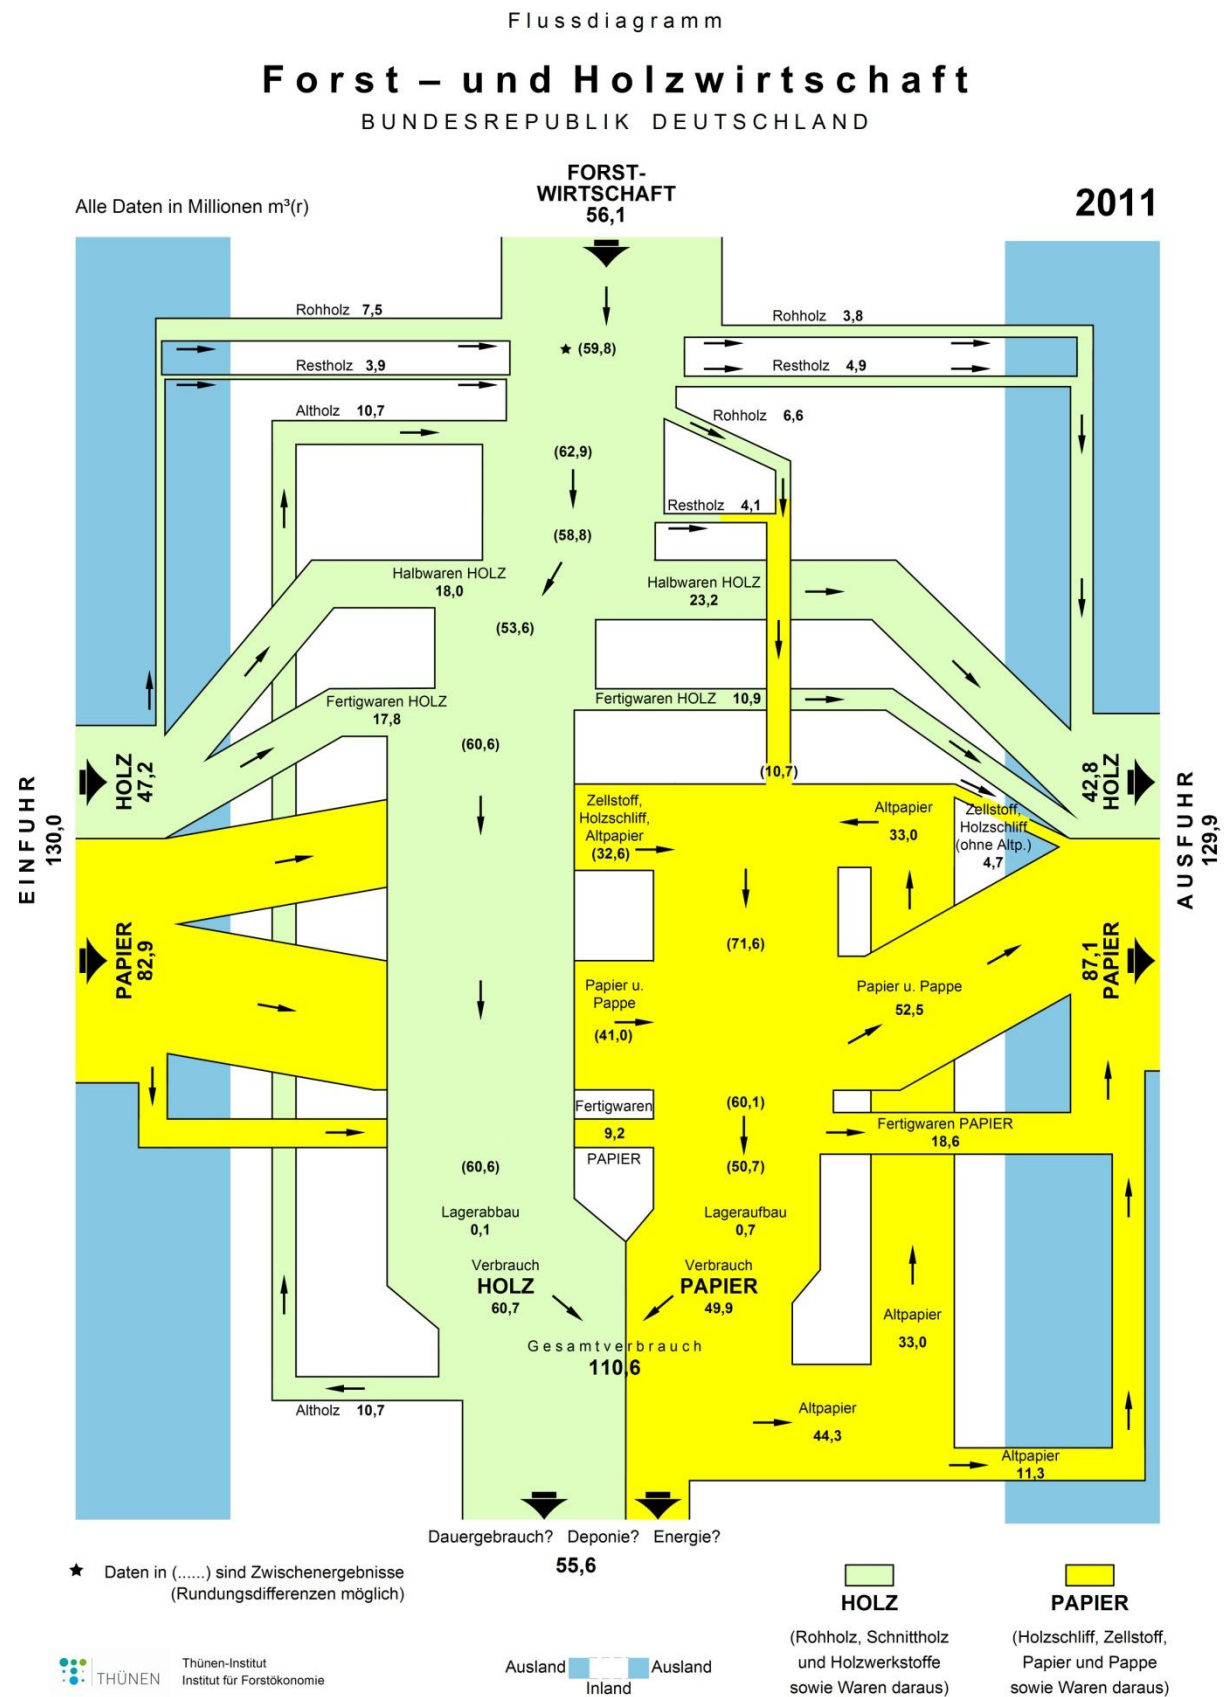 Flussdiagramm
Forst – und Holzwirtschaft
BUNDESREPUBLIK DEUTSCHLAND
FORST-
WIRTSCHAFT
56,1
Alle Daten in Millionen m³(r)
2011
Rohholz 7,5
Rohholz 3,8
★ (59,8)
Restholz 3,9
Restholz 4,9
Altholz 10,7
Rohholz 6,6
(62,9)
Restholz 4,1
(58,8)
Halbwaren HOLZ
18,0
Halbwaren HOLZ
23,2
(53,6)
Fertigwaren HOLZ
17,8
Fertigwaren HOLZ 10,9
(60,6)
(10,7)
EINFUHR
130,0
HOLZ
47,2
42,8
HOLZ
AUSFUHR
129,9
Zellstoff,
Holzschliff,
Altpapier
(32,6)
Altpapier
33,0
Zellstoff,
Holzschliff
(ohne Altp.)
4,7
PAPIER
82,9
(71,6)
87,1
PAPIER
Papier u.
Pappe
(41,0)
Papier u. Pappe
52,5
Fertigwaren
9,2
PAPIER
(60,1)
Fertigwaren PAPIER
18,6
(60,6)
(50,7)
Lagerabbau
0,1
Lageraufbau
0,7
Verbrauch
HOLZ
60,7
Verbrauch
PAPIER
49,9
Altpapier
33,0
Gesamtverbrauch
110,6
Altholz 10,7
Altpapier
44,3
Altpapier
11,3
Dauergebrauch? Deponie? Energie?
55,6
★ Daten in (......) sind Zwischenergebnisse
(Rundungsdifferenzen möglich)
HOLZ
(Rohholz, Schnittholz
und Holzwerkstoffe
sowie Waren daraus)
PAPIER
(Holzschliff, Zellstoff,
Papier und Pappe
sowie Waren daraus)
THÜNEN
Thünen-Institut
Institut für Forstökonomie
Ausland Ausland
Inland